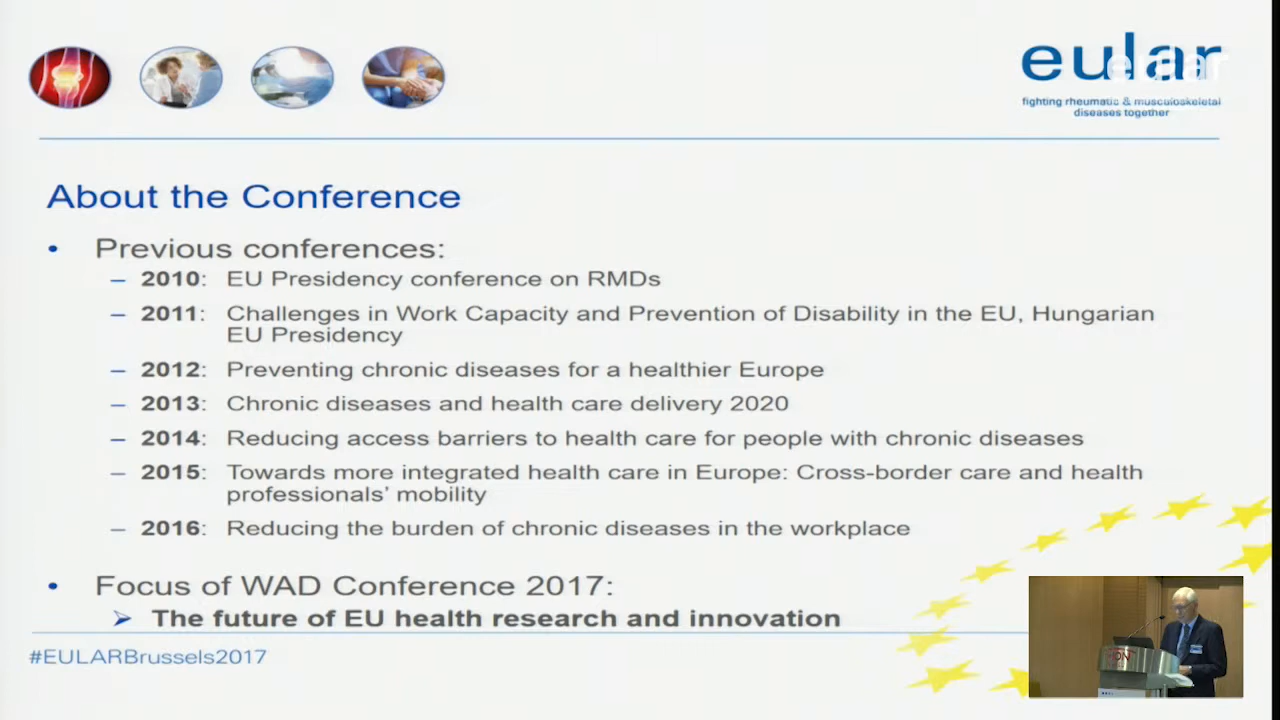 eular
fighting rheumatic & musculoskeletal
diseases together
About the Conference
• Previous conferences:
– 2010: EU Presidency conference on RMDs
– 2011: Challenges in Work Capacity and Prevention of Disability in the EU, Hungarian
EU Presidency
– 2012: Preventing chronic diseases for a healthier Europe
– 2013: Chronic diseases and health care delivery 2020
– 2014: Reducing access barriers to health care for people with chronic diseases
– 2015: Towards more integrated health care in Europe: Cross-border care and health
professionals’ mobility
– 2016: Reducing the burden of chronic diseases in the workplace
• Focus of WAD Conference 2017:
➢ The future of EU health research and innovation
#EULARBrussels2017